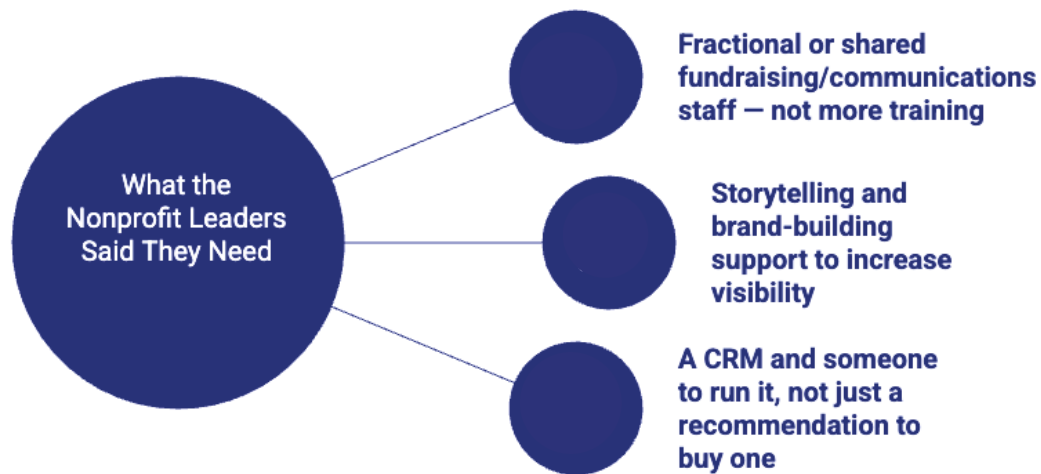 What the
Nonprofit Leaders
Said They Need
Fractional or shared
fundraising/communications
staff — not more training
Storytelling and
brand-building
support to increase
visibility
A CRM and someone
to run it, not just a
recommendation to
buy one